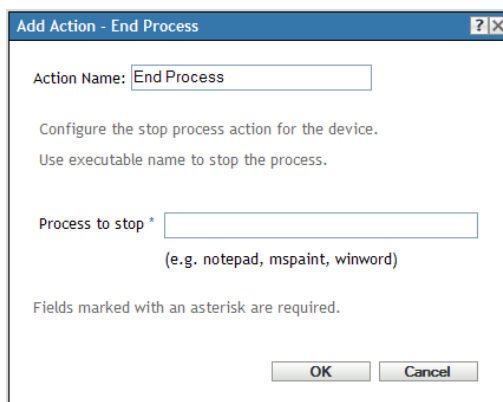 Add Action - End Process
Action Name: End Process
Configure the stop process action for the device.
Use executable name to stop the process.
Process to stop *
(e.g. notepad, mspaint, winword)
Fields marked with an asterisk are required.
OK Cancel